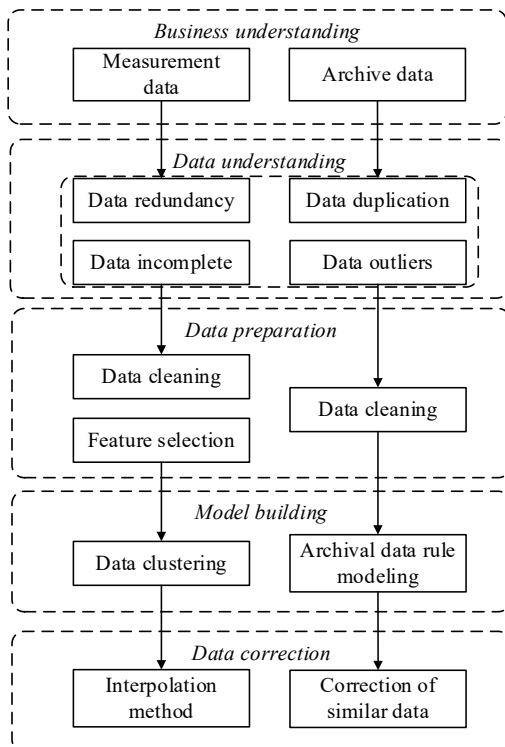 Business understanding
Measurement
data
Archive data
Data understanding
Data redundancy
Data duplication
Data incomplete
Data outliers
Data preparation
Data cleaning
Data cleaning
Feature selection
Model building
Data clustering
Archival data rule
modeling
Data correction
Interpolation
method
Correction of
similar data